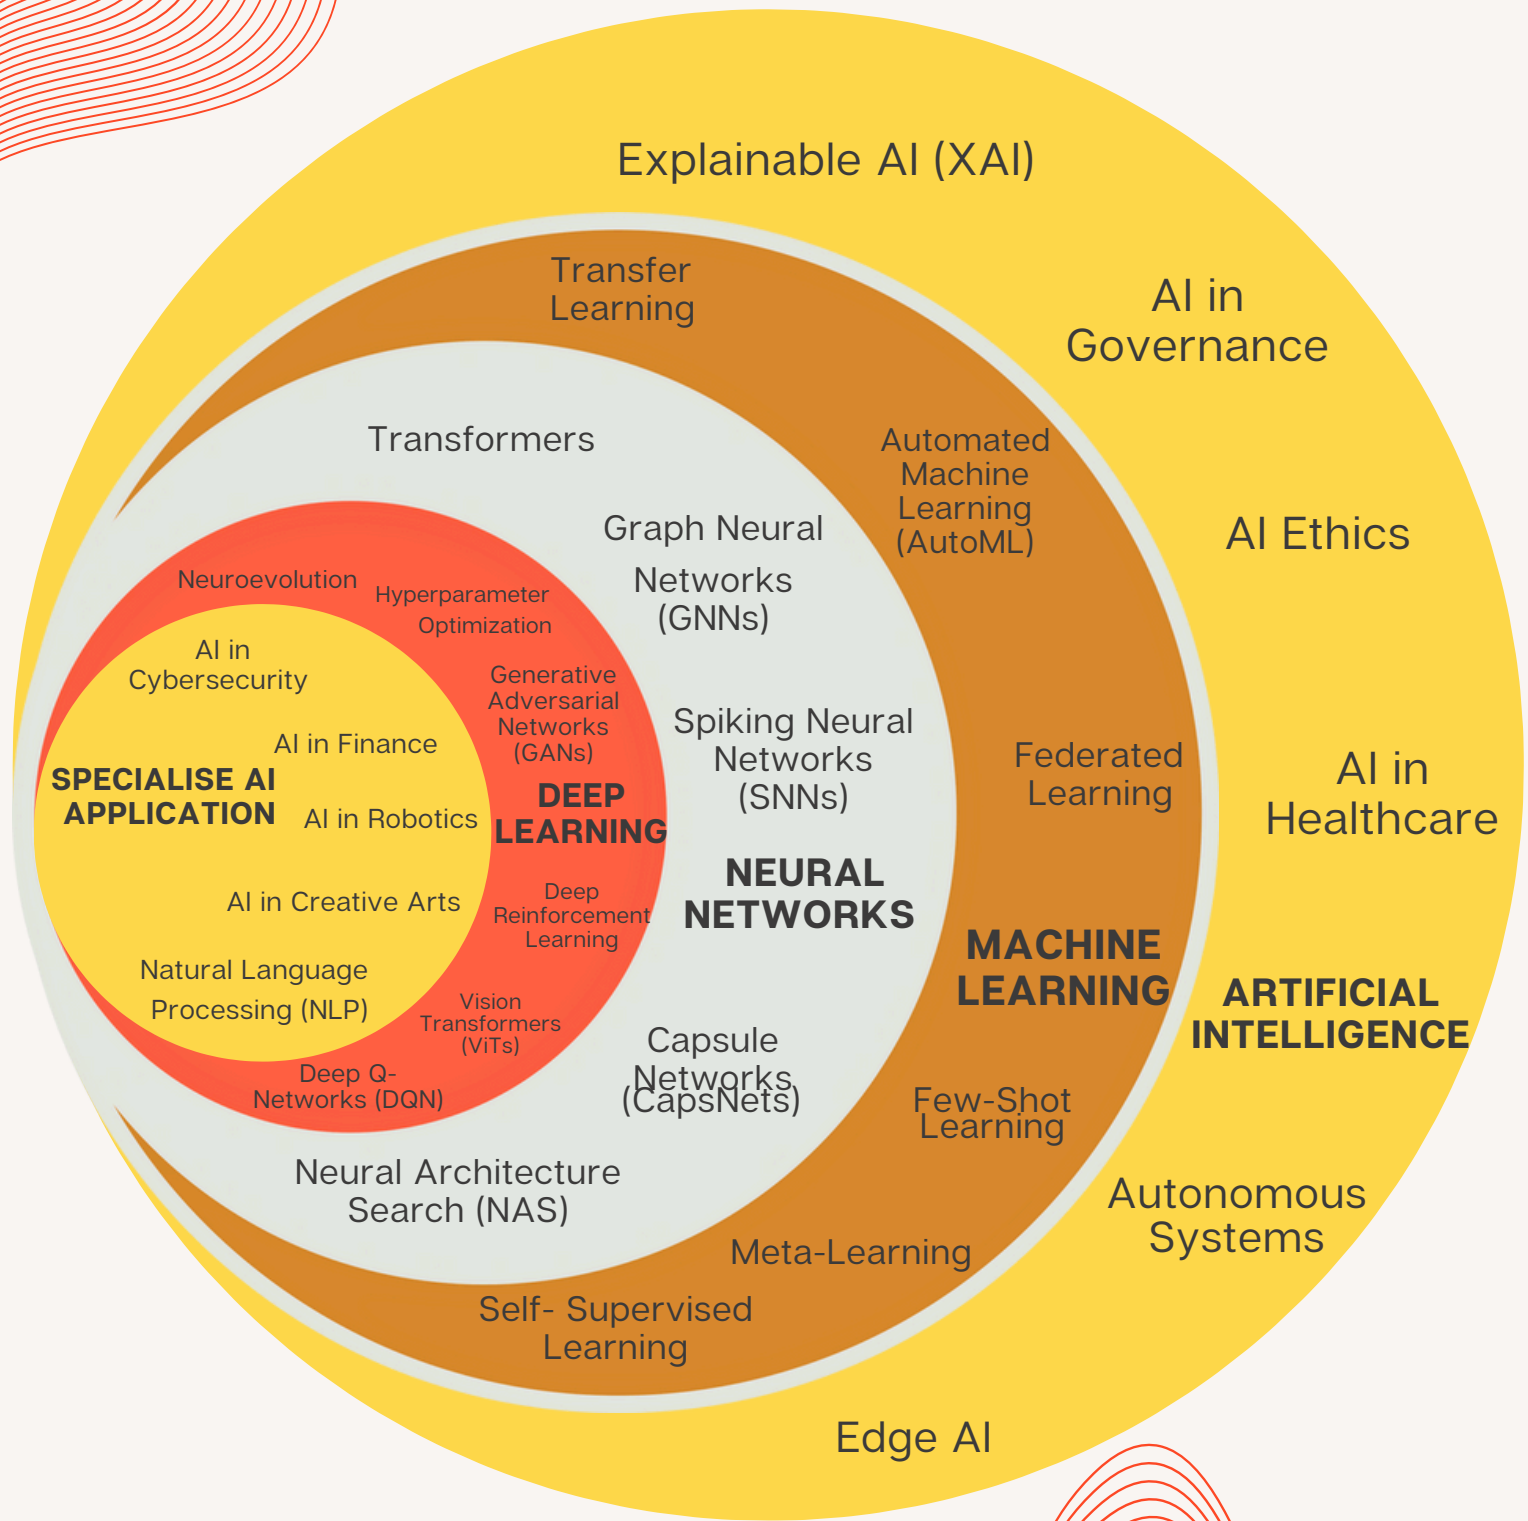 Explainable AI (XAI)
AI in
Governance
AI Ethics
AI in
Healthcare
ARTIFICIAL
INTELLIGENCE
Autonomous
Systems
Edge AI
Transfer
Learning
Automated
Machine
Learning
(AutoML)
Federated
Learning
MACHINE
LEARNING
Few-Shot
Learning
Meta-Learning
Self- Supervised
Learning
Transformers
Graph Neural
Networks
(GNNs)
Spiking Neural
Networks
(SNNs)
NEURAL
NETWORKS
Capsule
Networks
(CapsNets)
Neural Architecture
Search (NAS)
Neuroevolution
Hyperparameter
Optimization
Generative
Adversarial
Networks
(GANs)
DEEP
LEARNING
Deep
Reinforcement
Learning
Vision
Transformers
(ViTs)
Deep Q-
Networks (DQN)
AI in
Cybersecurity
AI in Finance
SPECIALISE AI
APPLICATION
AI in Robotics
AI in Creative Arts
Natural Language
Processing (NLP)